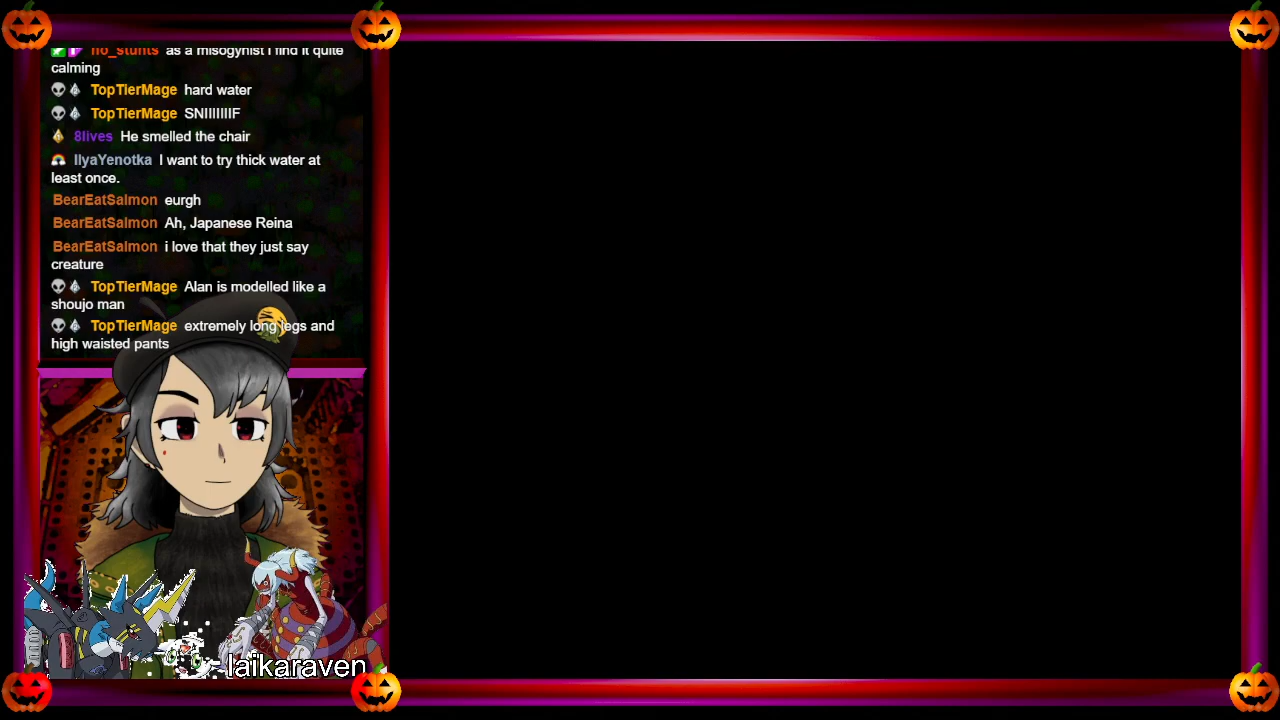 no_stunts as a misogynist I find it quite
calming
TopTierMage hard water
TopTierMage SNIIIIIIIF
8lives He smelled the chair
IlyaYenotka I want to try thick water at
least once.
BearEatSalmon eurgh
BearEatSalmon Ah, Japanese Reina
BearEatSalmon i love that they just say
creature
TopTierMage Alan is modelled like a
shoujo man
TopTierMage extremely long legs and
high waisted pants
laikaraven